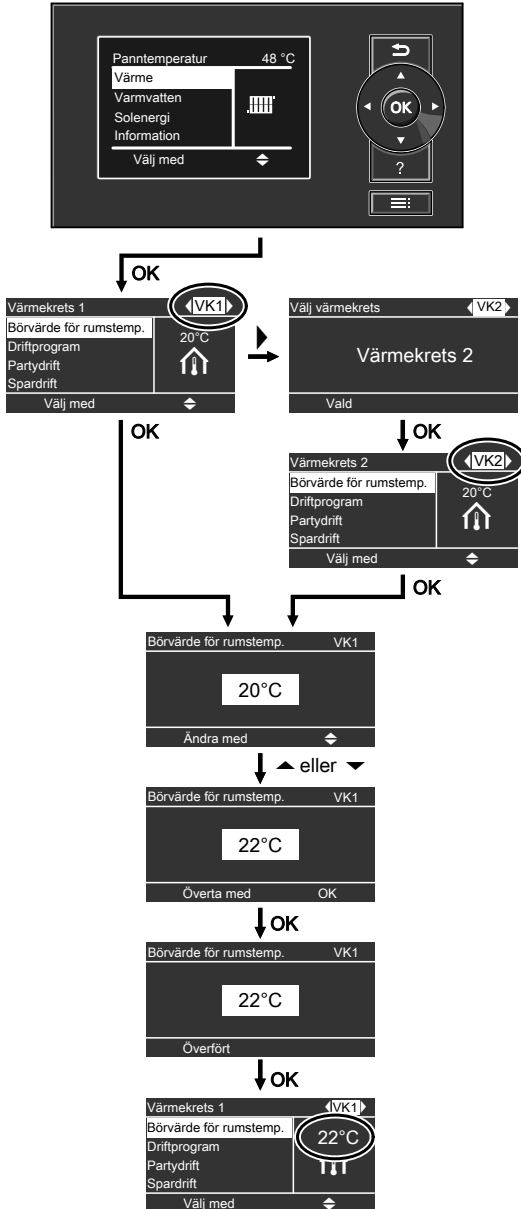 Panntemperatur 48 °C
Värme
Varmvatten
Solenergi
Information
Välj med
OK
?
OK
Värmekrets 1 VK1
Börvärde för rumstemp.
Driftprogram
Partydrift
Spardrift
20°C
Välj med
Välj värmekrets VK2
Värmekrets 2
Vald
OK
OK
Värmekrets 2 VK2
Börvärde för rumstemp.
Driftprogram
Partydrift
Spardrift
20°C
Välj med
OK
Börvärde för rumstemp. VK1
20°C
Ändra med
eller
Börvärde för rumstemp. VK1
22°C
Överta med OK
OK
Börvärde för rumstemp. VK1
22°C
Överfört
OK
Värmekrets 1 VK1
Börvärde för rumstemp.
Driftprogram
Partydrift
Spardrift
22°C
Välj med